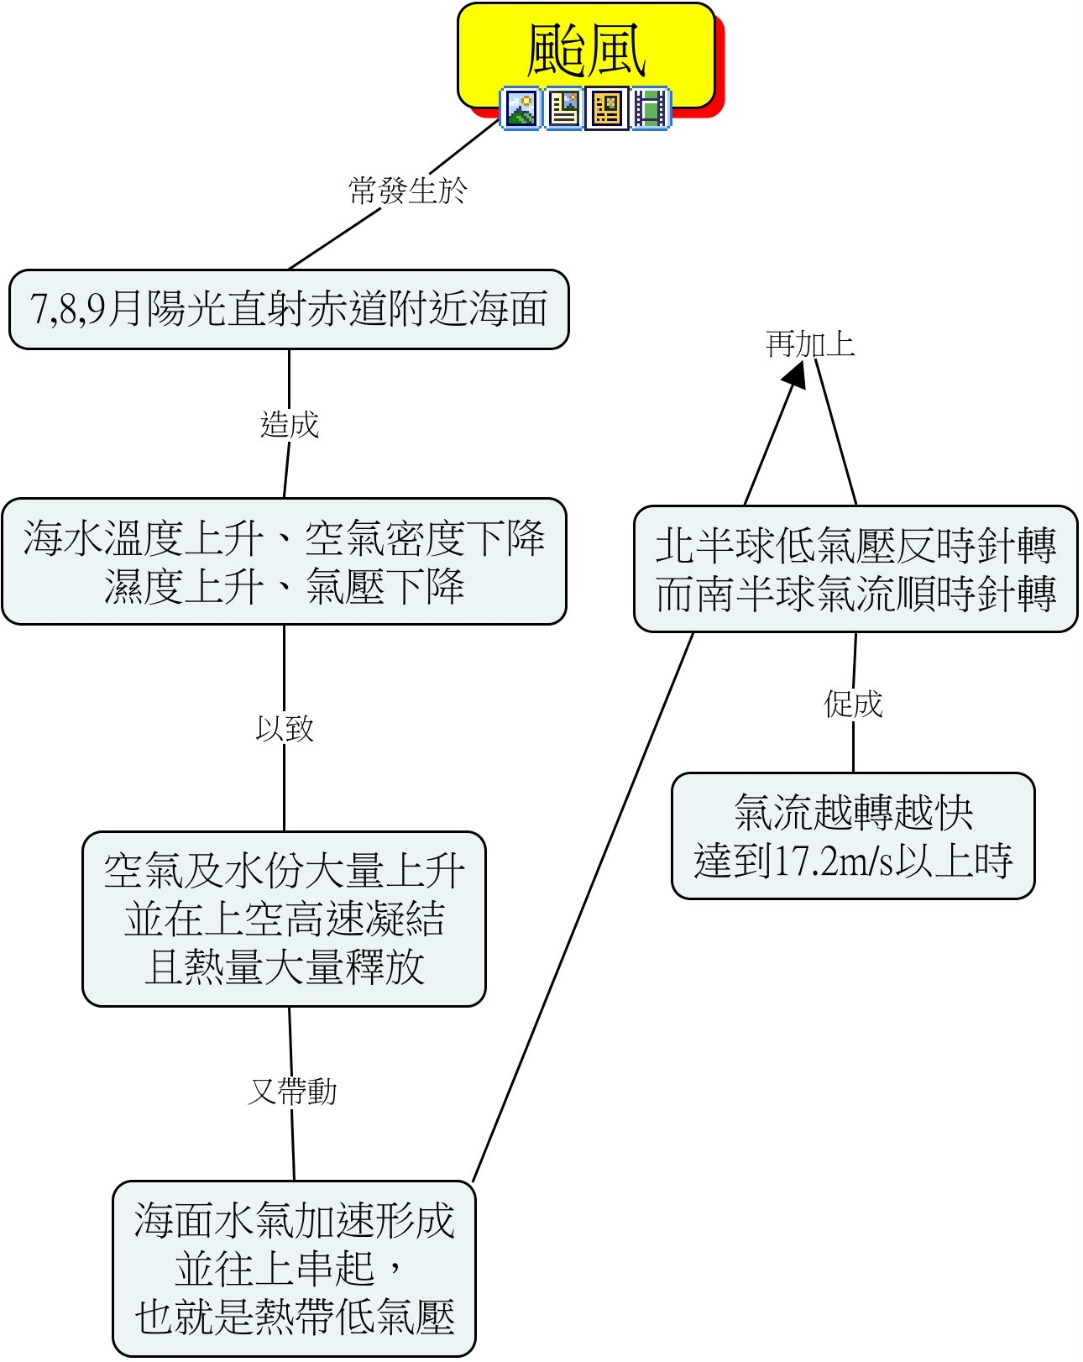 颱風
常發生於
7,8,9月陽光直射赤道附近海面
造成
海水溫度上升、空氣密度下降
濕度上升、氣壓下降
以致
空氣及水份大量上升
並在上空高速凝結
且熱量大量釋放
又帶動
海面水氣加速形成
並往上串起，
也就是熱帶低氣壓
再加上
北半球低氣壓反時針轉
而南半球氣流順時針轉
促成
氣流越轉越快
達到17.2m/s以上時